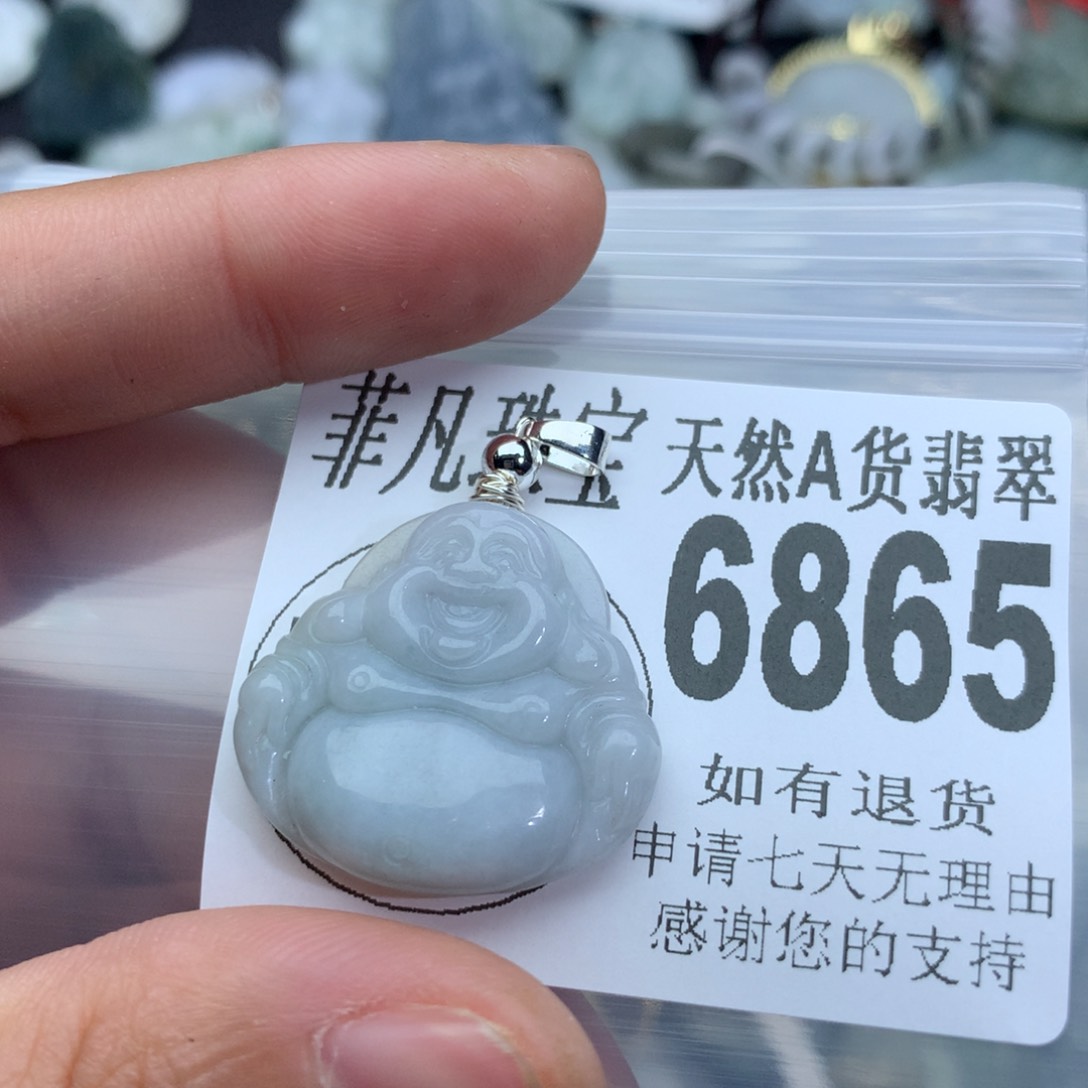 菲凡珠宝 天然A货翡翠
6865
如有退货
申请七天无理由
感谢您的支持